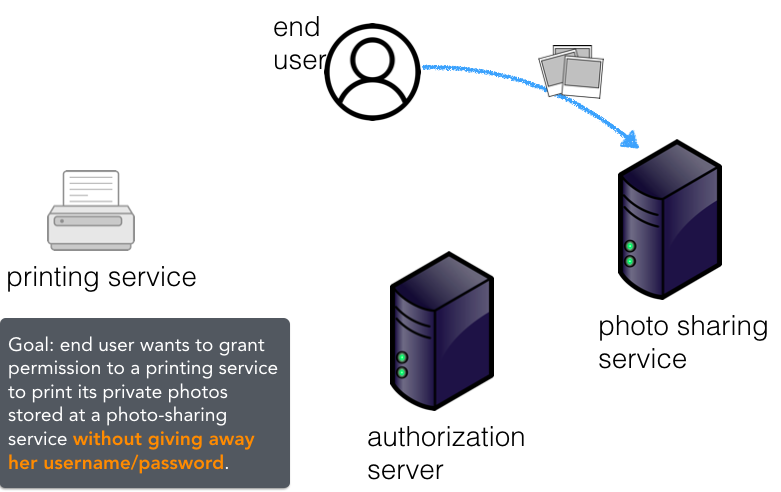 end
user
printing service
photo sharing
service
authorization
server
Goal: end user wants to grant
permission to a printing service
to print its private photos
stored at a photo-sharing
service without giving away
her username/password.